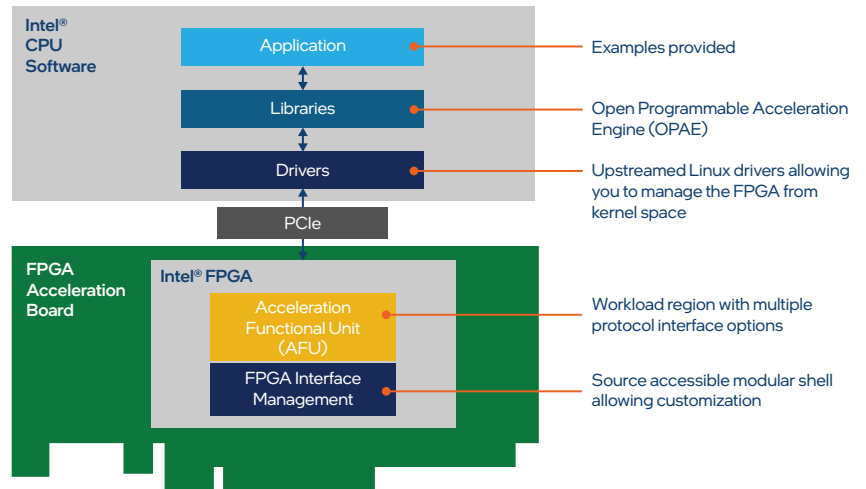 Intel®
CPU
Software
Application
Examples provided
Libraries
Open Programmable Acceleration
Engine (OPAE)
Drivers
Upstreamed Linux drivers allowing
you to manage the FPGA from
kernel space
PCIe
FPGA
Acceleration
Board
Intel® FPGA
Acceleration
Functional Unit
(AFU)
Workload region with multiple
protocol interface options
FPGA Interface
Management
Source accessible modular shell
allowing customization